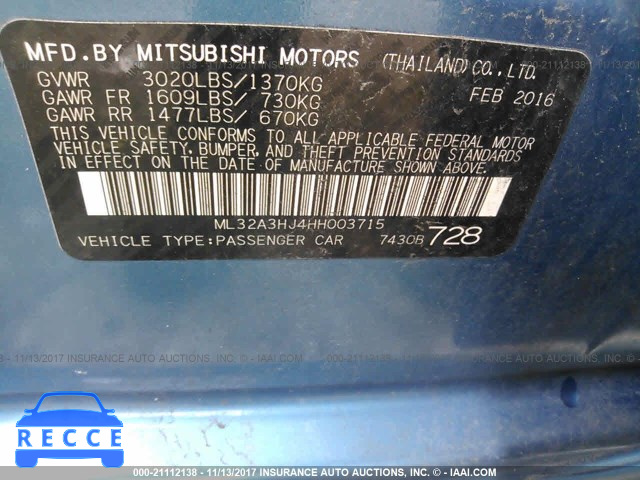 MFD.BY MITSUBISHI MOTORS (THAILAND)CO.,LTD.
GVWR 3020LBS/1370KG FEB 2016
GAWR FR 1609LBS/ 730KG
GAWR RR 1477LBS/ 670KG
THIS VEHICLE CONFORMS TO ALL APPLICABLE FEDERAL MOTOR
VEHICLE SAFETY, BUMPER, AND THEFT PREVENTION STANDARDS
IN EFFECT ON THE DATE OF MANUFACTURE SHOWN ABOVE.
ML32A3HJ4HH003715
VEHICLE TYPE:PASSENGER CAR 7430B 728
RECCE
000-21112138 - 11/13/2017 INSURANCE AUTO AUCTIONS, INC. - © IAAI.COM